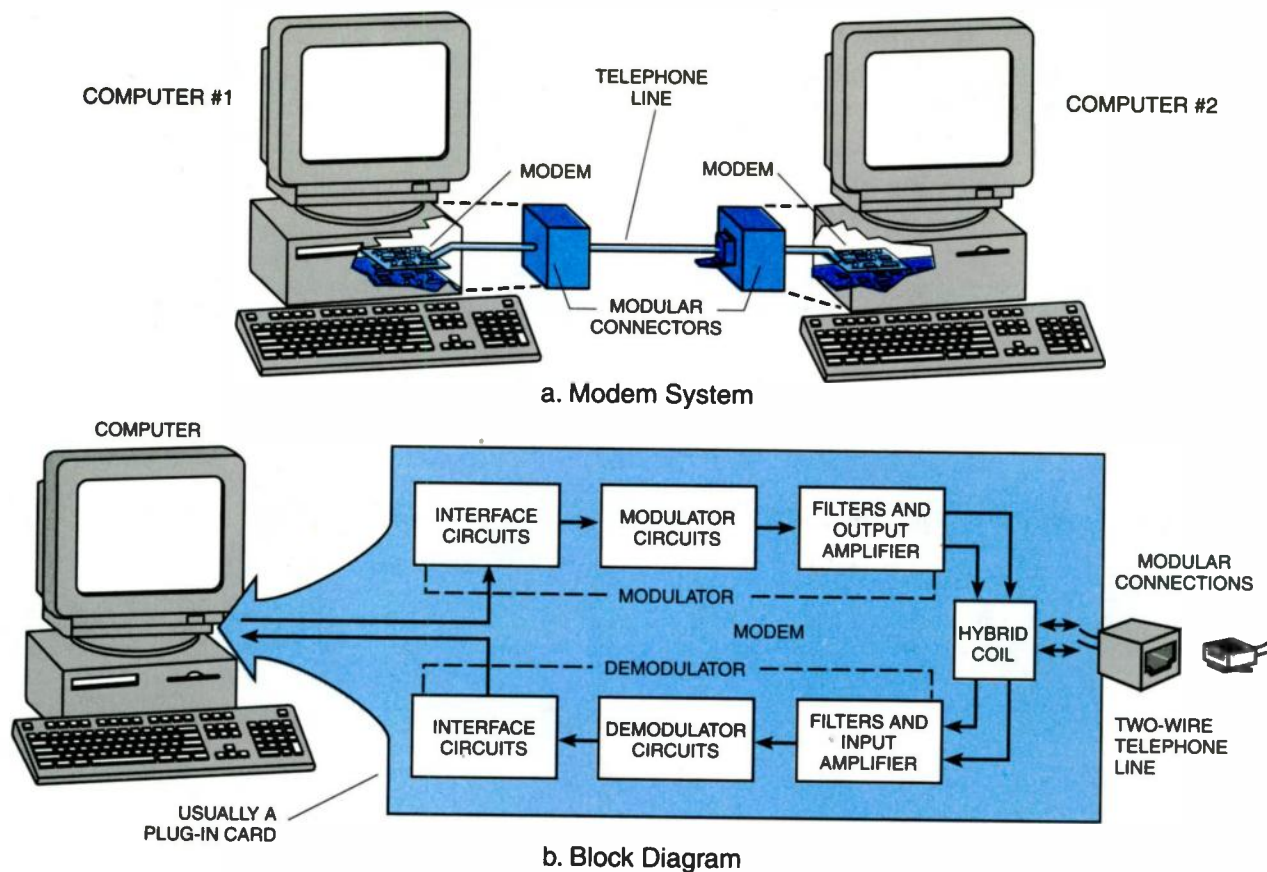 COMPUTER #1
TELEPHONE
LINE
COMPUTER #2
MODEM
MODEM
MODULAR
CONNECTORS
a. Modem System
COMPUTER
INTERFACE
CIRCUITS
MODULATOR
CIRCUITS
FILTERS AND
OUTPUT
AMPLIFIER
MODULATOR
MODEM
HYBRID
COIL
MODULAR
CONNECTIONS
DEMODULATOR
INTERFACE
CIRCUITS
DEMODULATOR
CIRCUITS
FILTERS AND
INPUT
AMPLIFIER
TWO-WIRE
TELEPHONE
LINE
USUALLY A
PLUG-IN CARD
b. Block Diagram